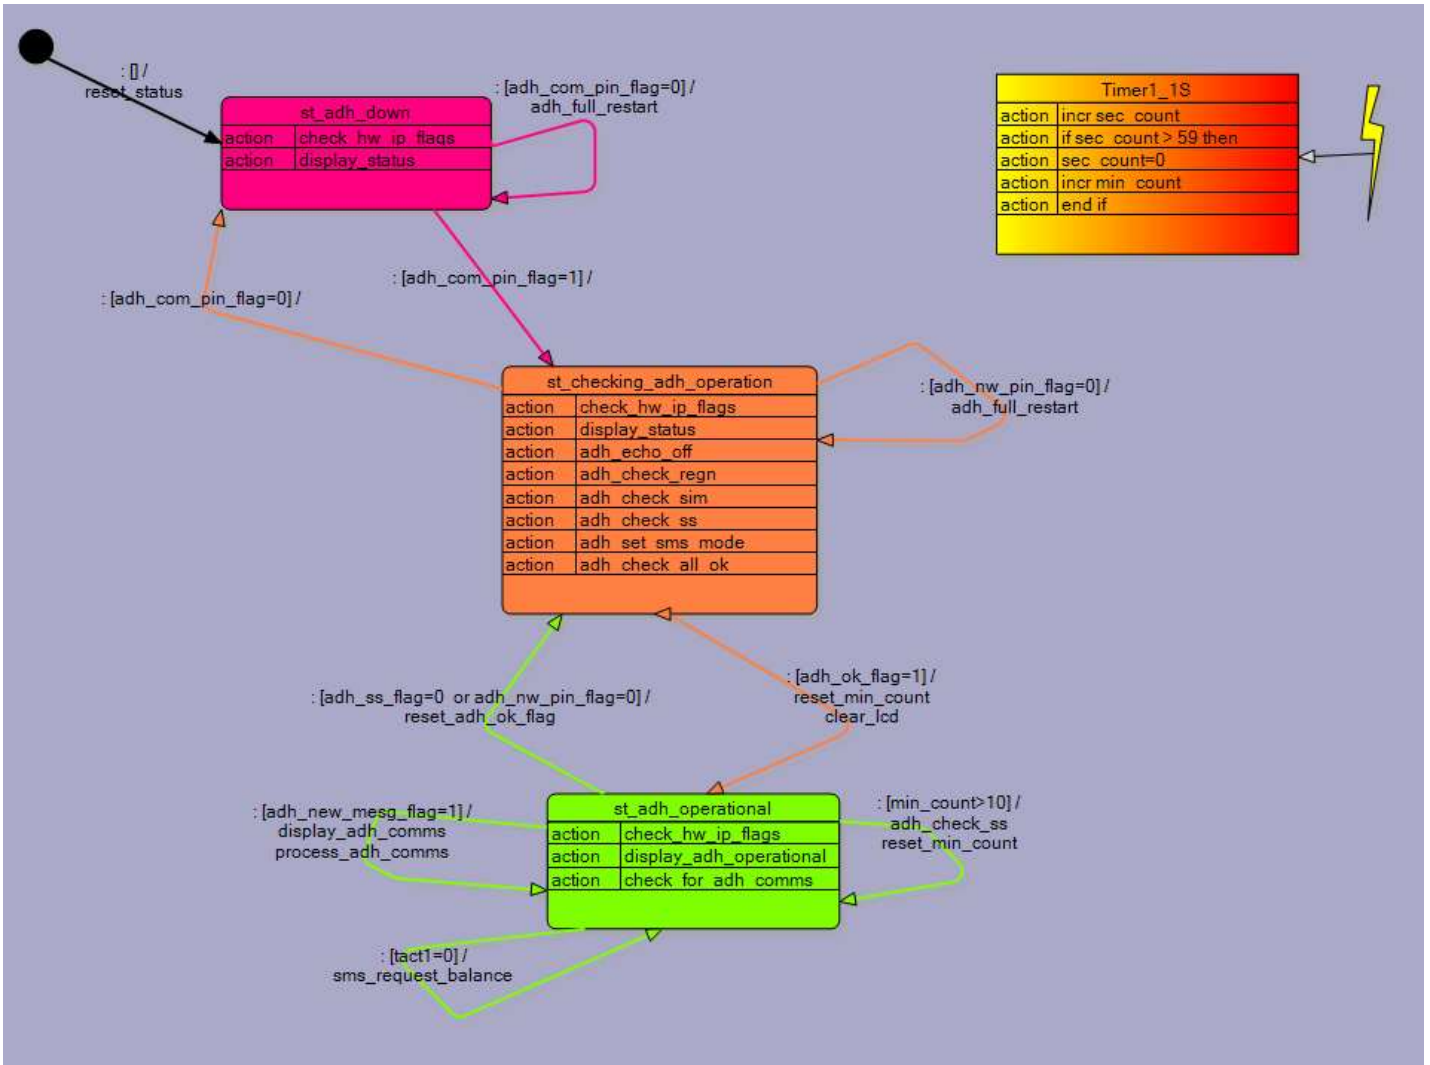 : [] /
reset_status
st_adh_down
action check_hw_ip_flags
action display_status
: [adh_com_pin_flag=0] /
adh_full_restart
Timer1_1S
action incr sec_count
action if sec_count > 59 then
action sec_count=0
action incr min_count
action end if
: [adh_com_pin_flag=0] /
: [adh_com_pin_flag=1] /
st_checking_adh_operation
action check_hw_ip_flags
action display_status
action adh_echo_off
action adh_check_regn
action adh_check_sim
action adh_check_ss
action adh_set_sms_mode
action adh_check_all_ok
: [adh_nw_pin_flag=0] /
adh_full_restart
: [adh_ss_flag=0 or adh_nw_pin_flag=0] /
reset_adh_ok_flag
: [adh_ok_flag=1] /
reset_min_count
clear_lcd
: [adh_new_mesg_flag=1] /
display_adh_comms
process_adh_comms
st_adh_operational
action check_hw_ip_flags
action display_adh_operational
action check_for_adh_comms
: [min_count>10] /
adh_check_ss
reset_min_count
: [tact1=0] /
sms_request_balance